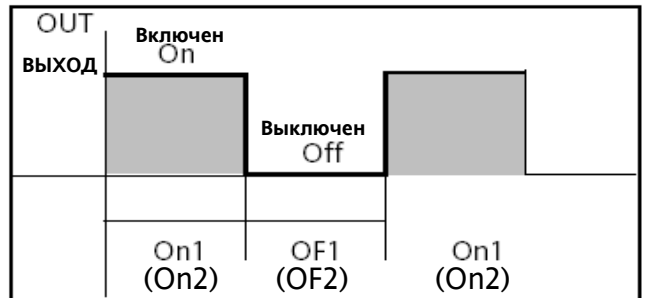 OUT
Включен
On
ВЫХОД
Выключен
Off
On1 OF1 On1
(On2) (OF2) (On2)